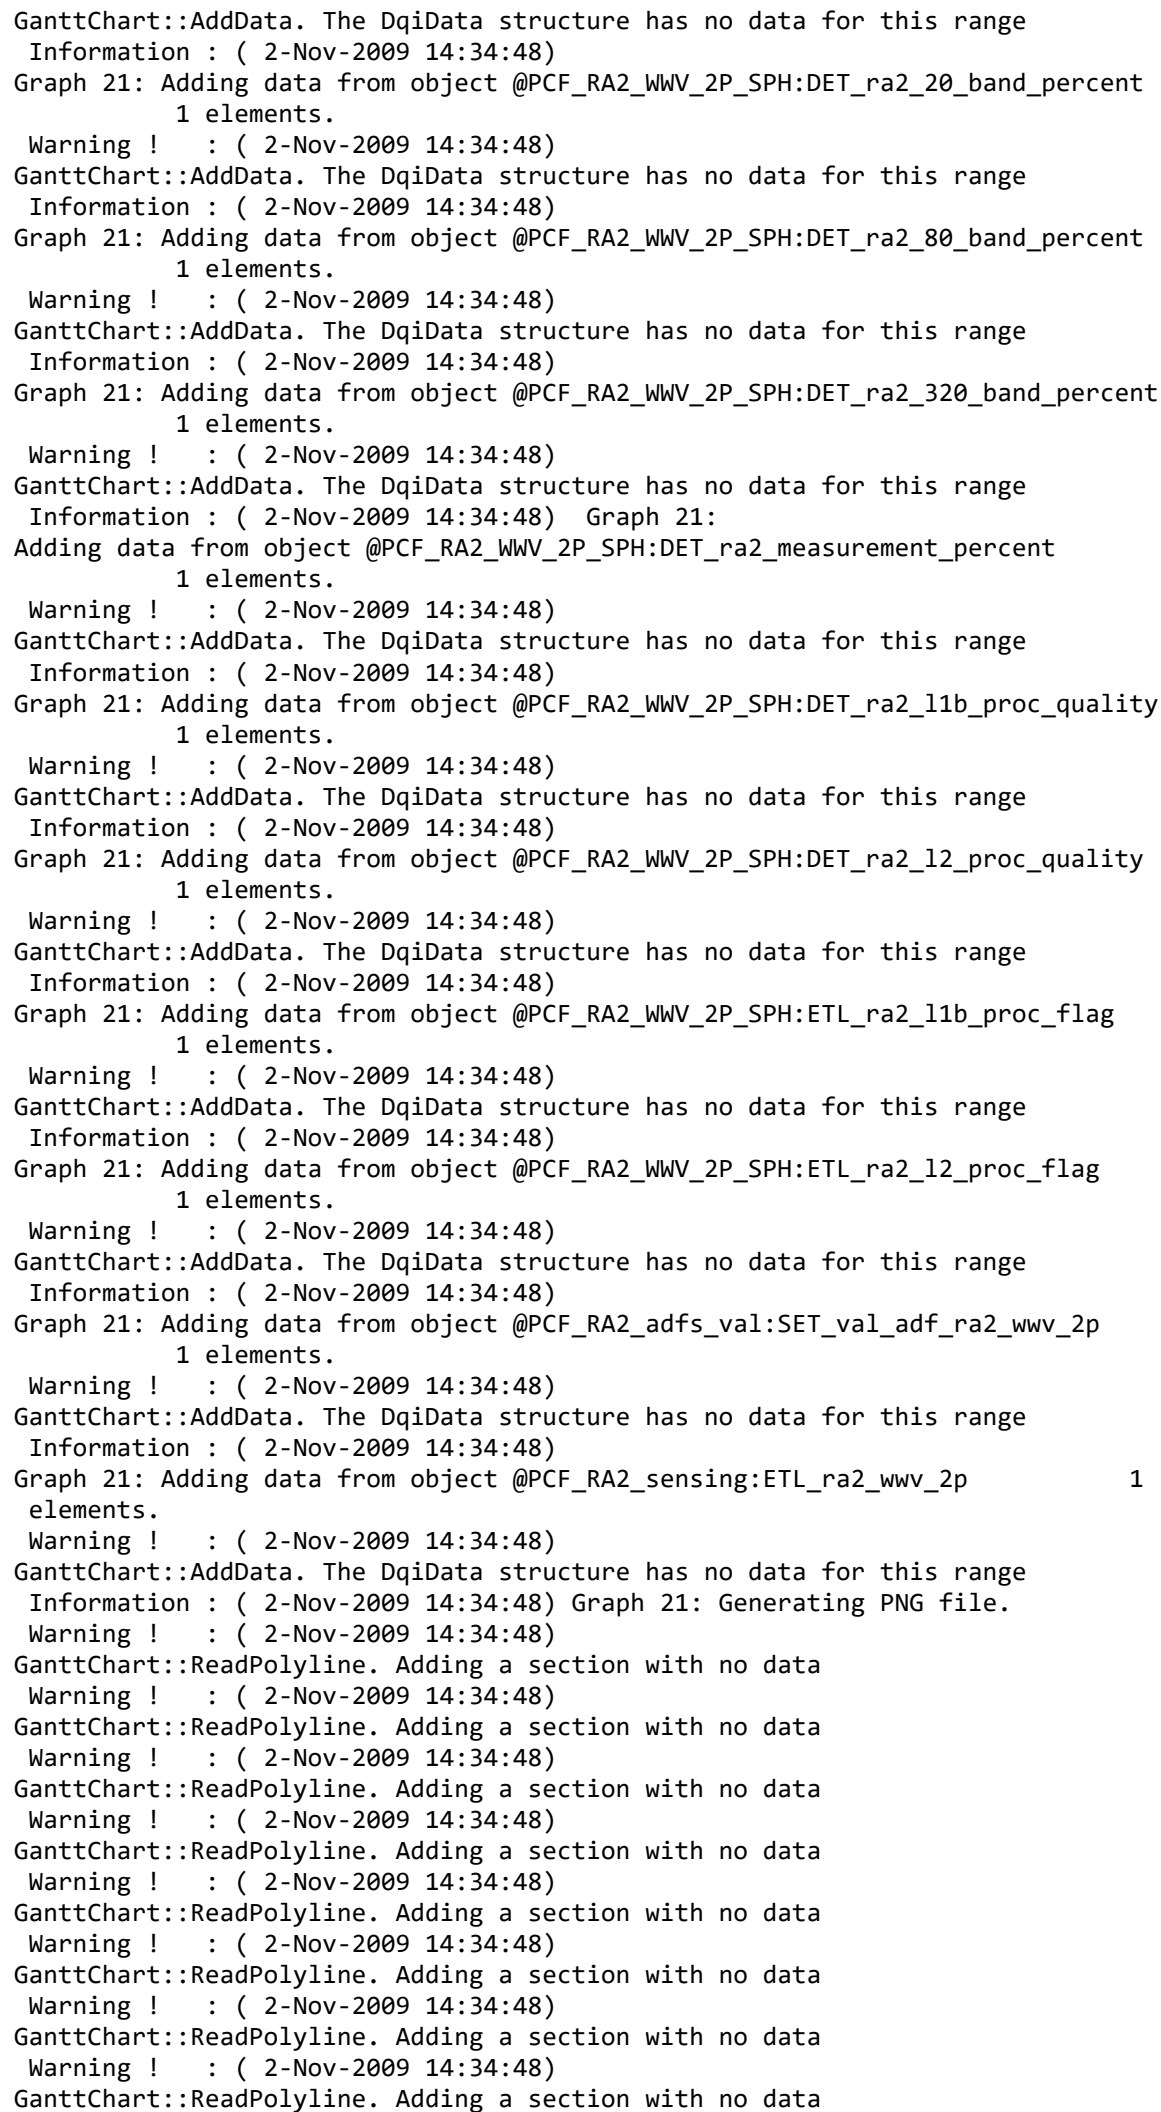 GanttChart::AddData. The DqiData structure has no data for this range
Information : ( 2-Nov-2009 14:34:48)
Graph 21: Adding data from object @PCF_RA2_WWV_2P_SPH:DET_ra2_20_band_percent
1 elements.
Warning !   : ( 2-Nov-2009 14:34:48)
GanttChart::AddData. The DqiData structure has no data for this range
Information : ( 2-Nov-2009 14:34:48)
Graph 21: Adding data from object @PCF_RA2_WWV_2P_SPH:DET_ra2_80_band_percent
1 elements.
Warning !   : ( 2-Nov-2009 14:34:48)
GanttChart::AddData. The DqiData structure has no data for this range
Information : ( 2-Nov-2009 14:34:48)
Graph 21: Adding data from object @PCF_RA2_WWV_2P_SPH:DET_ra2_320_band_percent
1 elements.
Warning !   : ( 2-Nov-2009 14:34:48)
GanttChart::AddData. The DqiData structure has no data for this range
Information : ( 2-Nov-2009 14:34:48)  Graph 21:
Adding data from object @PCF_RA2_WWV_2P_SPH:DET_ra2_measurement_percent
1 elements.
Warning !   : ( 2-Nov-2009 14:34:48)
GanttChart::AddData. The DqiData structure has no data for this range
Information : ( 2-Nov-2009 14:34:48)
Graph 21: Adding data from object @PCF_RA2_WWV_2P_SPH:DET_ra2_l1b_proc_quality
1 elements.
Warning !   : ( 2-Nov-2009 14:34:48)
GanttChart::AddData. The DqiData structure has no data for this range
Information : ( 2-Nov-2009 14:34:48)
Graph 21: Adding data from object @PCF_RA2_WWV_2P_SPH:DET_ra2_l2_proc_quality
1 elements.
Warning !   : ( 2-Nov-2009 14:34:48)
GanttChart::AddData. The DqiData structure has no data for this range
Information : ( 2-Nov-2009 14:34:48)
Graph 21: Adding data from object @PCF_RA2_WWV_2P_SPH:ETL_ra2_l1b_proc_flag
1 elements.
Warning !   : ( 2-Nov-2009 14:34:48)
GanttChart::AddData. The DqiData structure has no data for this range
Information : ( 2-Nov-2009 14:34:48)
Graph 21: Adding data from object @PCF_RA2_WWV_2P_SPH:ETL_ra2_l2_proc_flag
1 elements.
Warning !   : ( 2-Nov-2009 14:34:48)
GanttChart::AddData. The DqiData structure has no data for this range
Information : ( 2-Nov-2009 14:34:48)
Graph 21: Adding data from object @PCF_RA2_adfs_val:SET_val_adf_ra2_wwv_2p
1 elements.
Warning !   : ( 2-Nov-2009 14:34:48)
GanttChart::AddData. The DqiData structure has no data for this range
Information : ( 2-Nov-2009 14:34:48)
Graph 21: Adding data from object @PCF_RA2_sensing:ETL_ra2_wwv_2p           1
elements.
Warning !   : ( 2-Nov-2009 14:34:48)
GanttChart::AddData. The DqiData structure has no data for this range
Information : ( 2-Nov-2009 14:34:48) Graph 21: Generating PNG file.
Warning !   : ( 2-Nov-2009 14:34:48)
GanttChart::ReadPolyline. Adding a section with no data
Warning !   : ( 2-Nov-2009 14:34:48)
GanttChart::ReadPolyline. Adding a section with no data
Warning !   : ( 2-Nov-2009 14:34:48)
GanttChart::ReadPolyline. Adding a section with no data
Warning !   : ( 2-Nov-2009 14:34:48)
GanttChart::ReadPolyline. Adding a section with no data
Warning !   : ( 2-Nov-2009 14:34:48)
GanttChart::ReadPolyline. Adding a section with no data
Warning !   : ( 2-Nov-2009 14:34:48)
GanttChart::ReadPolyline. Adding a section with no data
Warning !   : ( 2-Nov-2009 14:34:48)
GanttChart::ReadPolyline. Adding a section with no data
Warning !   : ( 2-Nov-2009 14:34:48)
GanttChart::ReadPolyline. Adding a section with no data